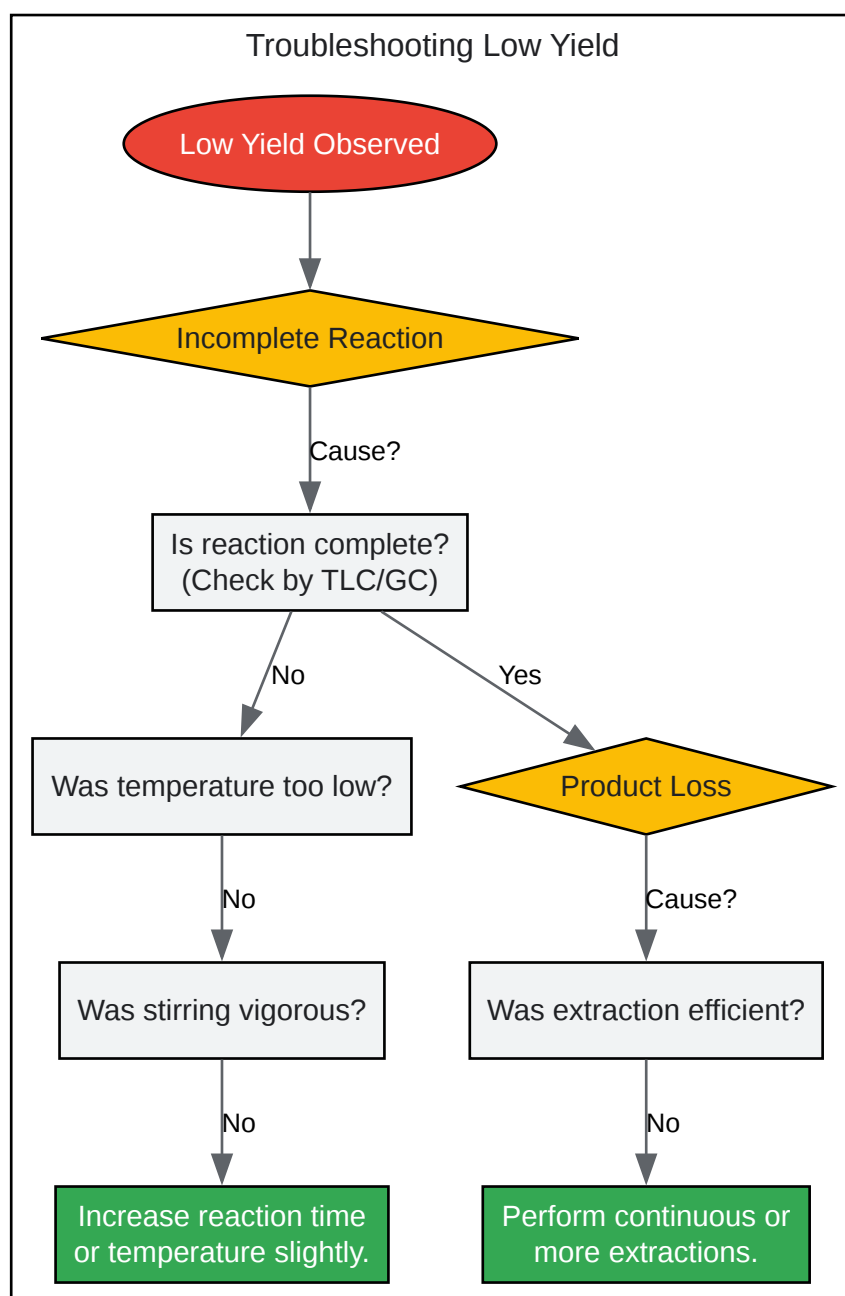 Troubleshooting Low Yield
Low Yield Observed
Incomplete Reaction
Cause?
Is reaction complete?
(Check by TLC/GC)
No
Yes
Was temperature too low?
Product Loss
No
Cause?
Was stirring vigorous?
Was extraction efficient?
No
No
Increase reaction time
or temperature slightly.
Perform continuous or
more extractions.